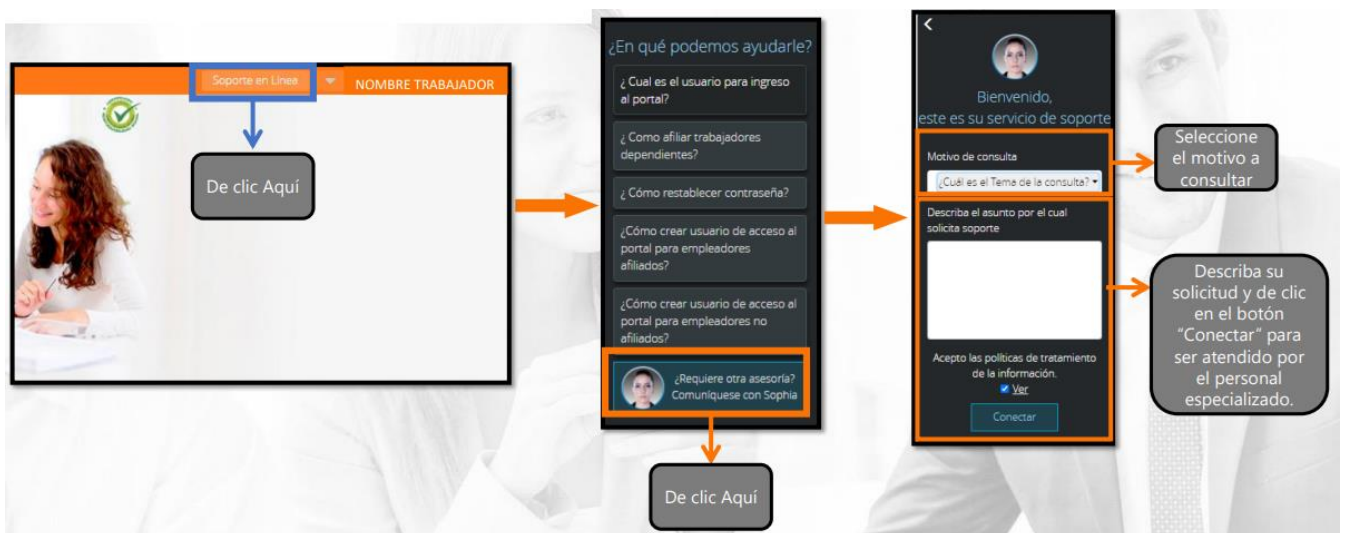 Soporte en Línea
NOMBRE TRABAJADOR
De clic Aquí
¿En qué podemos ayudarle?
¿ Cual es el usuario para ingreso
al portal?
¿ Como afiliar trabajadores
dependientes?
¿ Cómo restablecer contraseña?
¿Cómo crear usuario de acceso al
portal para empleadores
afiliados?
¿Cómo crear usuario de acceso al
portal para empleadores no
afiliados?
¿Requiere otra asesoría?
Comuníquese con Sophia
De clic Aquí
Bienvenido,
este es su servicio de soporte
Motivo de consulta
¿Cuál es el Tema de la consulta?
Describa el asunto por el cual
solicita soporte
Acepto las políticas de tratamiento
de la información.
Ver
Conectar
Seleccione
el motivo a
consultar
Describa su
solicitud y de clic
en el botón
“Conectar” para
ser atendido por
el personal
especializado.